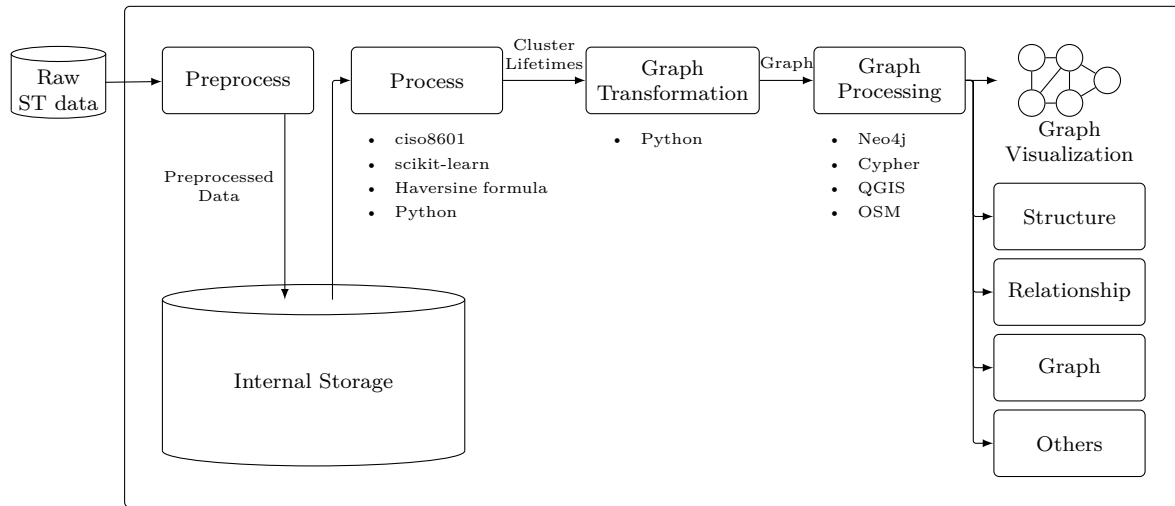 Raw
ST data
Preprocess
Preprocessed
Data
Internal Storage
Process
• ciso8601
• scikit-learn
• Haversine formula
• Python
Cluster
Lifetimes
Graph
Transformation
• Python
Graph
Graph
Processing
• Neo4j
• Cypher
• QGIS
• OSM
Graph
Visualization
Structure
Relationship
Graph
Others